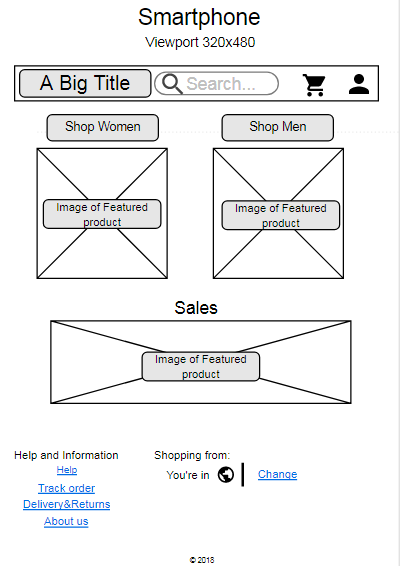 Smartphone
Viewport 320x480
A Big Title
Search...
Shop Women
Shop Men
Image of Featured
product
Image of Featured
product
Sales
Image of Featured
product
Help and Information
Help
Track order
Delivery&Returns
About us
Shopping from:
You're in
Change
© 2018